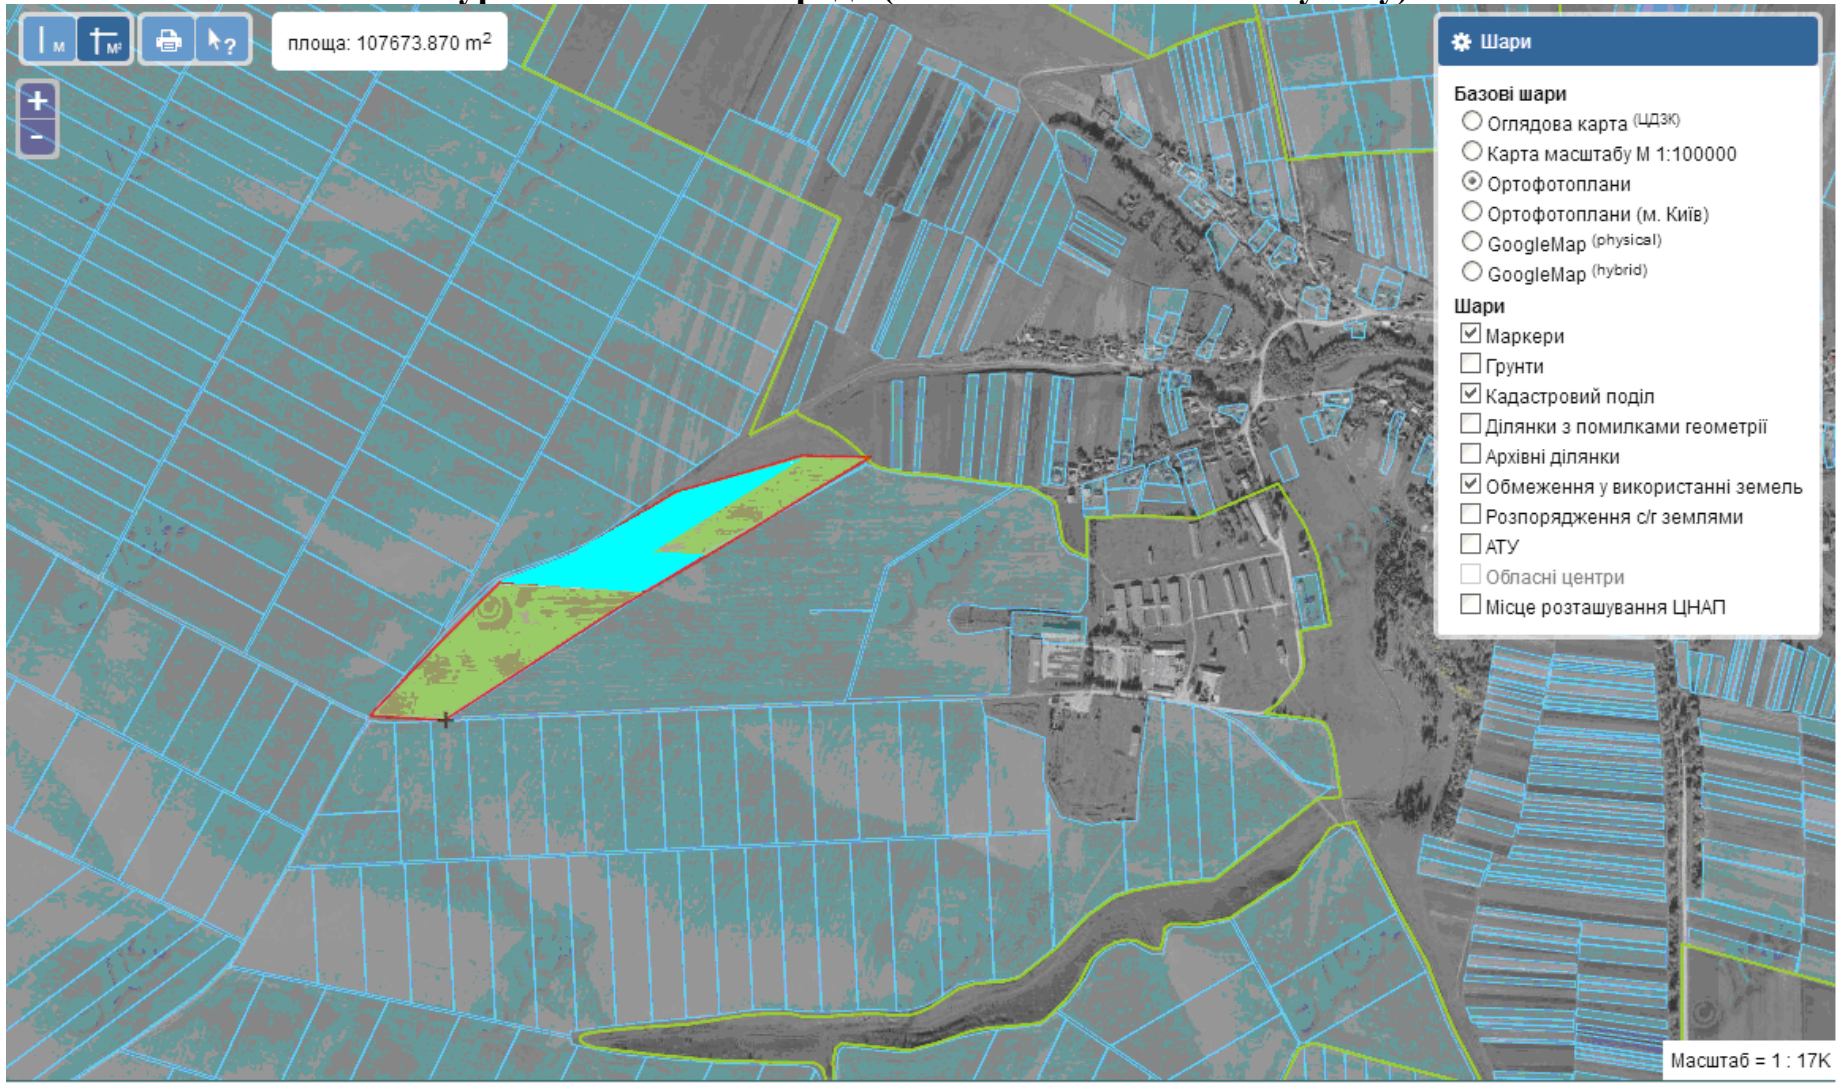 м
м²
?
площа: 107673.870 m²
+
-
Шари
Базові шари
Оглядова карта (ЦДЗК)
Карта масштабу М 1:100000
Ортофотоплани
Ортофотоплани (м. Київ)
GoogleMap (physical)
GoogleMap (hybrid)
Шари
Маркери
Грунти
Кадастровий поділ
Ділянки з помилками геометрії
Архівні ділянки
Обмеження у використанні земель
Розпорядження с/г землями
АТУ
Обласні центри
Місце розташування ЦНАП
Масштаб = 1 : 17K